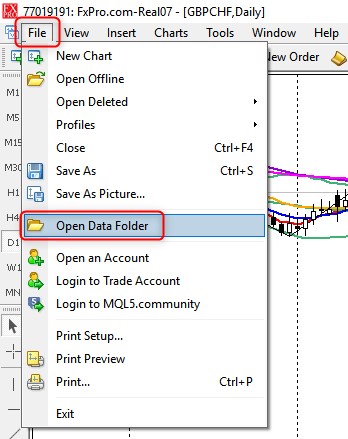 FX PRO 77019191: FxPro.com-Real07 - [GBPCHF,Daily]
File View Insert Charts Tools Window Help
New Order
New Chart
Open Offline
Open Deleted
Profiles
Close Ctrl+F4
Save As Ctrl+S
Save As Picture...
Open Data Folder
Open an Account
Login to Trade Account
Login to MQL5.community
Print Setup...
Print Preview
Print... Ctrl+P
Exit
M1
M5
M15
M30
H1
H4
D1
W1
MN